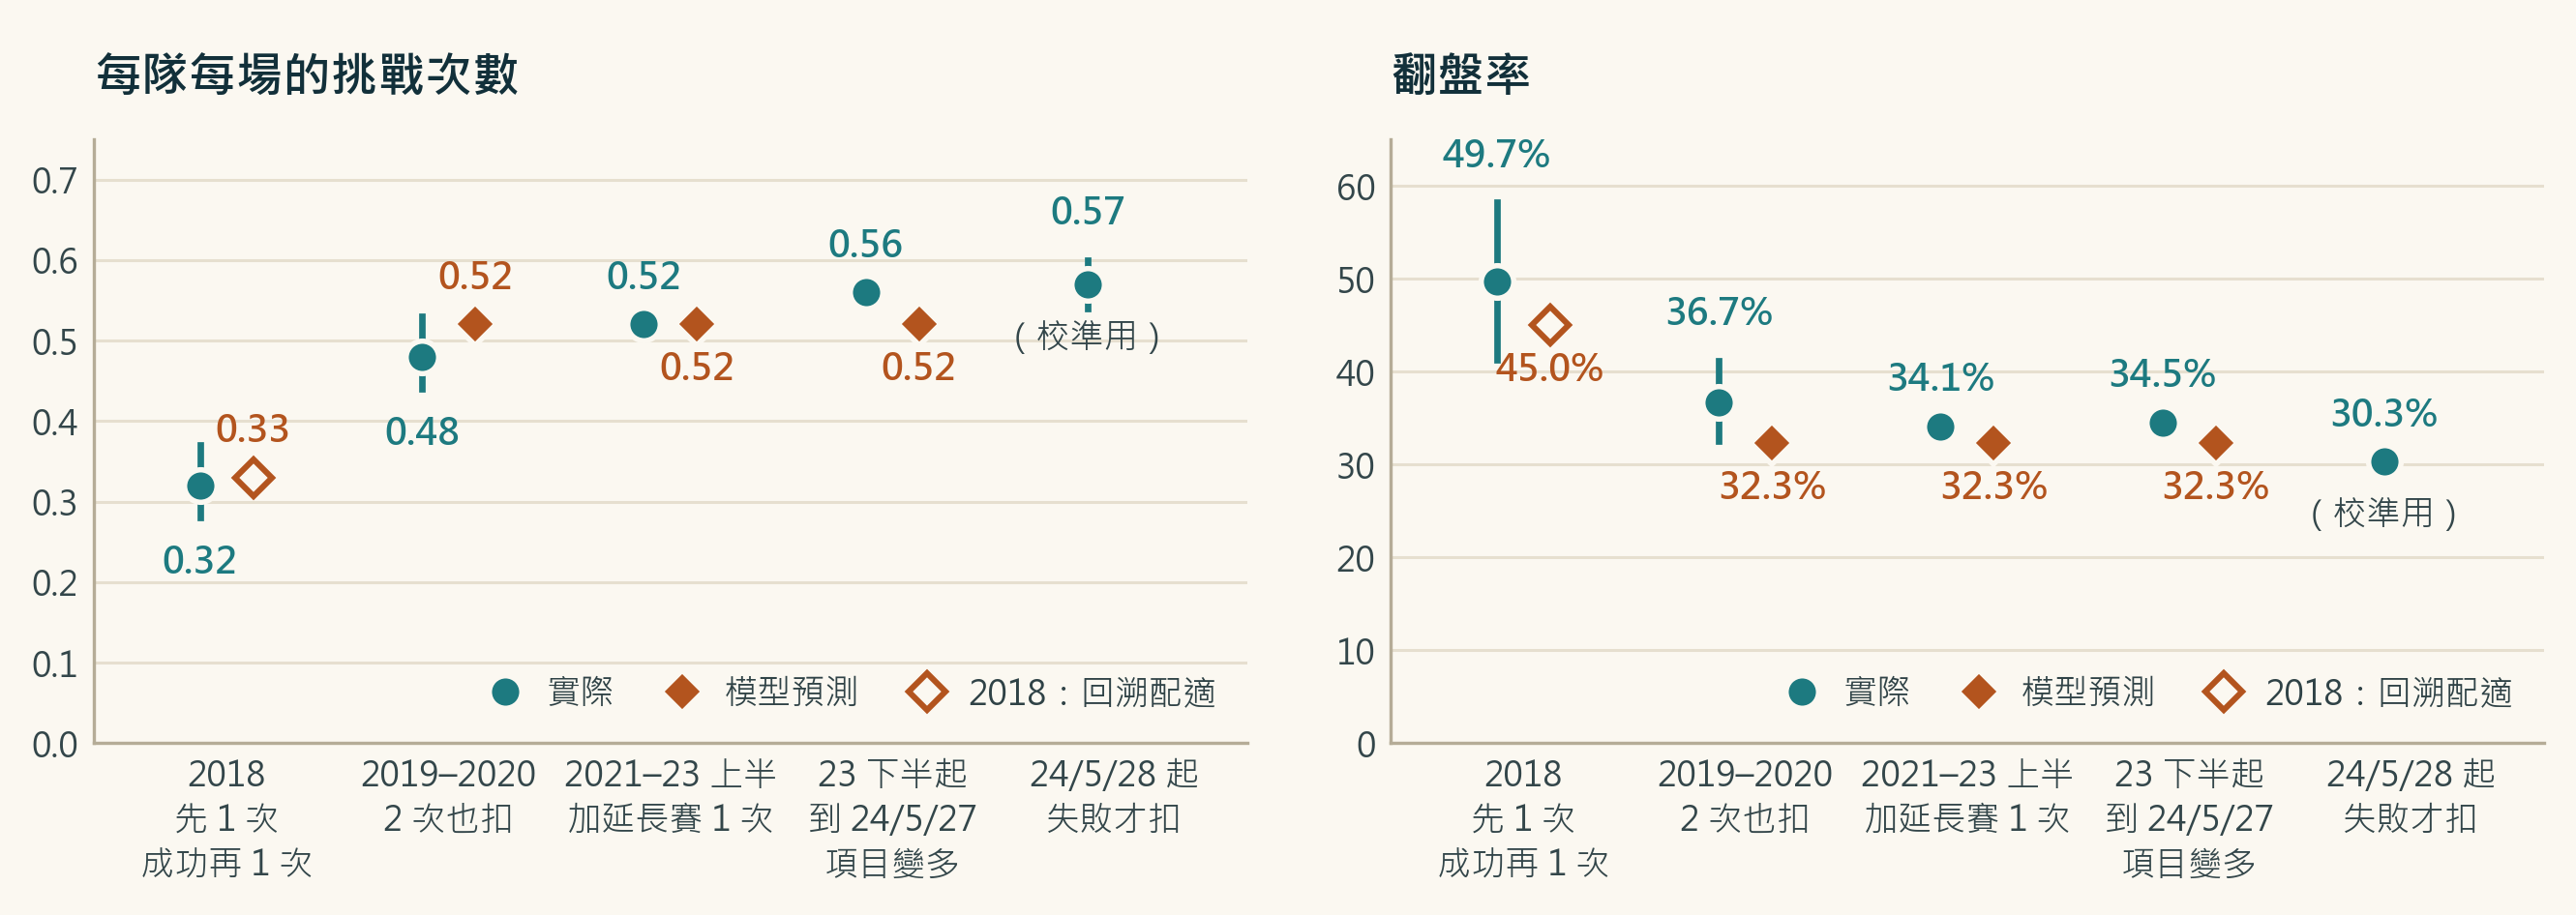 每隊每場的挑戰次數
0.7
0.6
0.5
0.4
0.3
0.2
0.1
0.0
0.32
0.33
0.48
0.52
0.52
0.52
0.56
0.52
0.57
(校準用)
實際
模型預測
2018：回溯配適
2018
先 1 次
成功再 1 次
2019–2020
2 次也扣
2021–23 上半
加延長賽 1 次
23 下半起
到 24/5/27
項目變多
24/5/28 起
失敗才扣
翻盤率
60
50
40
30
20
10
0
49.7%
45.0%
36.7%
32.3%
34.1%
32.3%
34.5%
32.3%
30.3%
(校準用)
實際
模型預測
2018：回溯配適
2018
先 1 次
成功再 1 次
2019–2020
2 次也扣
2021–23 上半
加延長賽 1 次
23 下半起
到 24/5/27
項目變多
24/5/28 起
失敗才扣